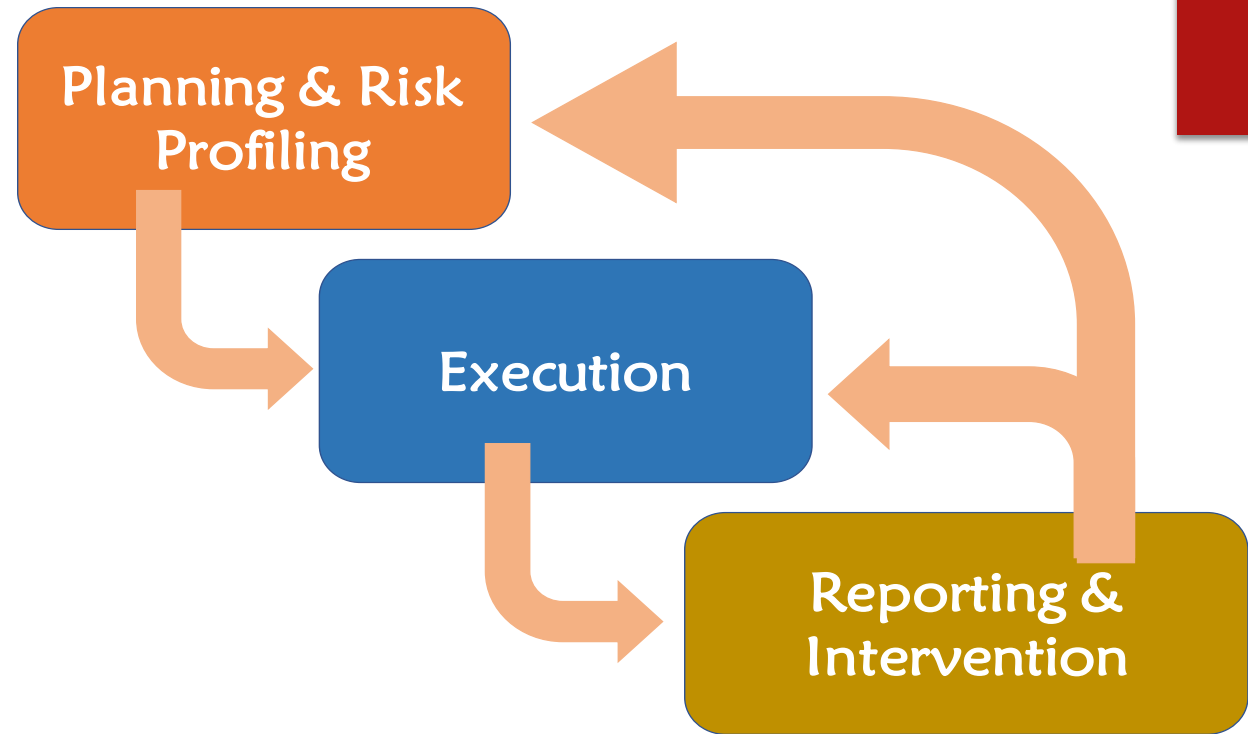 Planning & Risk
Profiling
Execution
Reporting &
Intervention